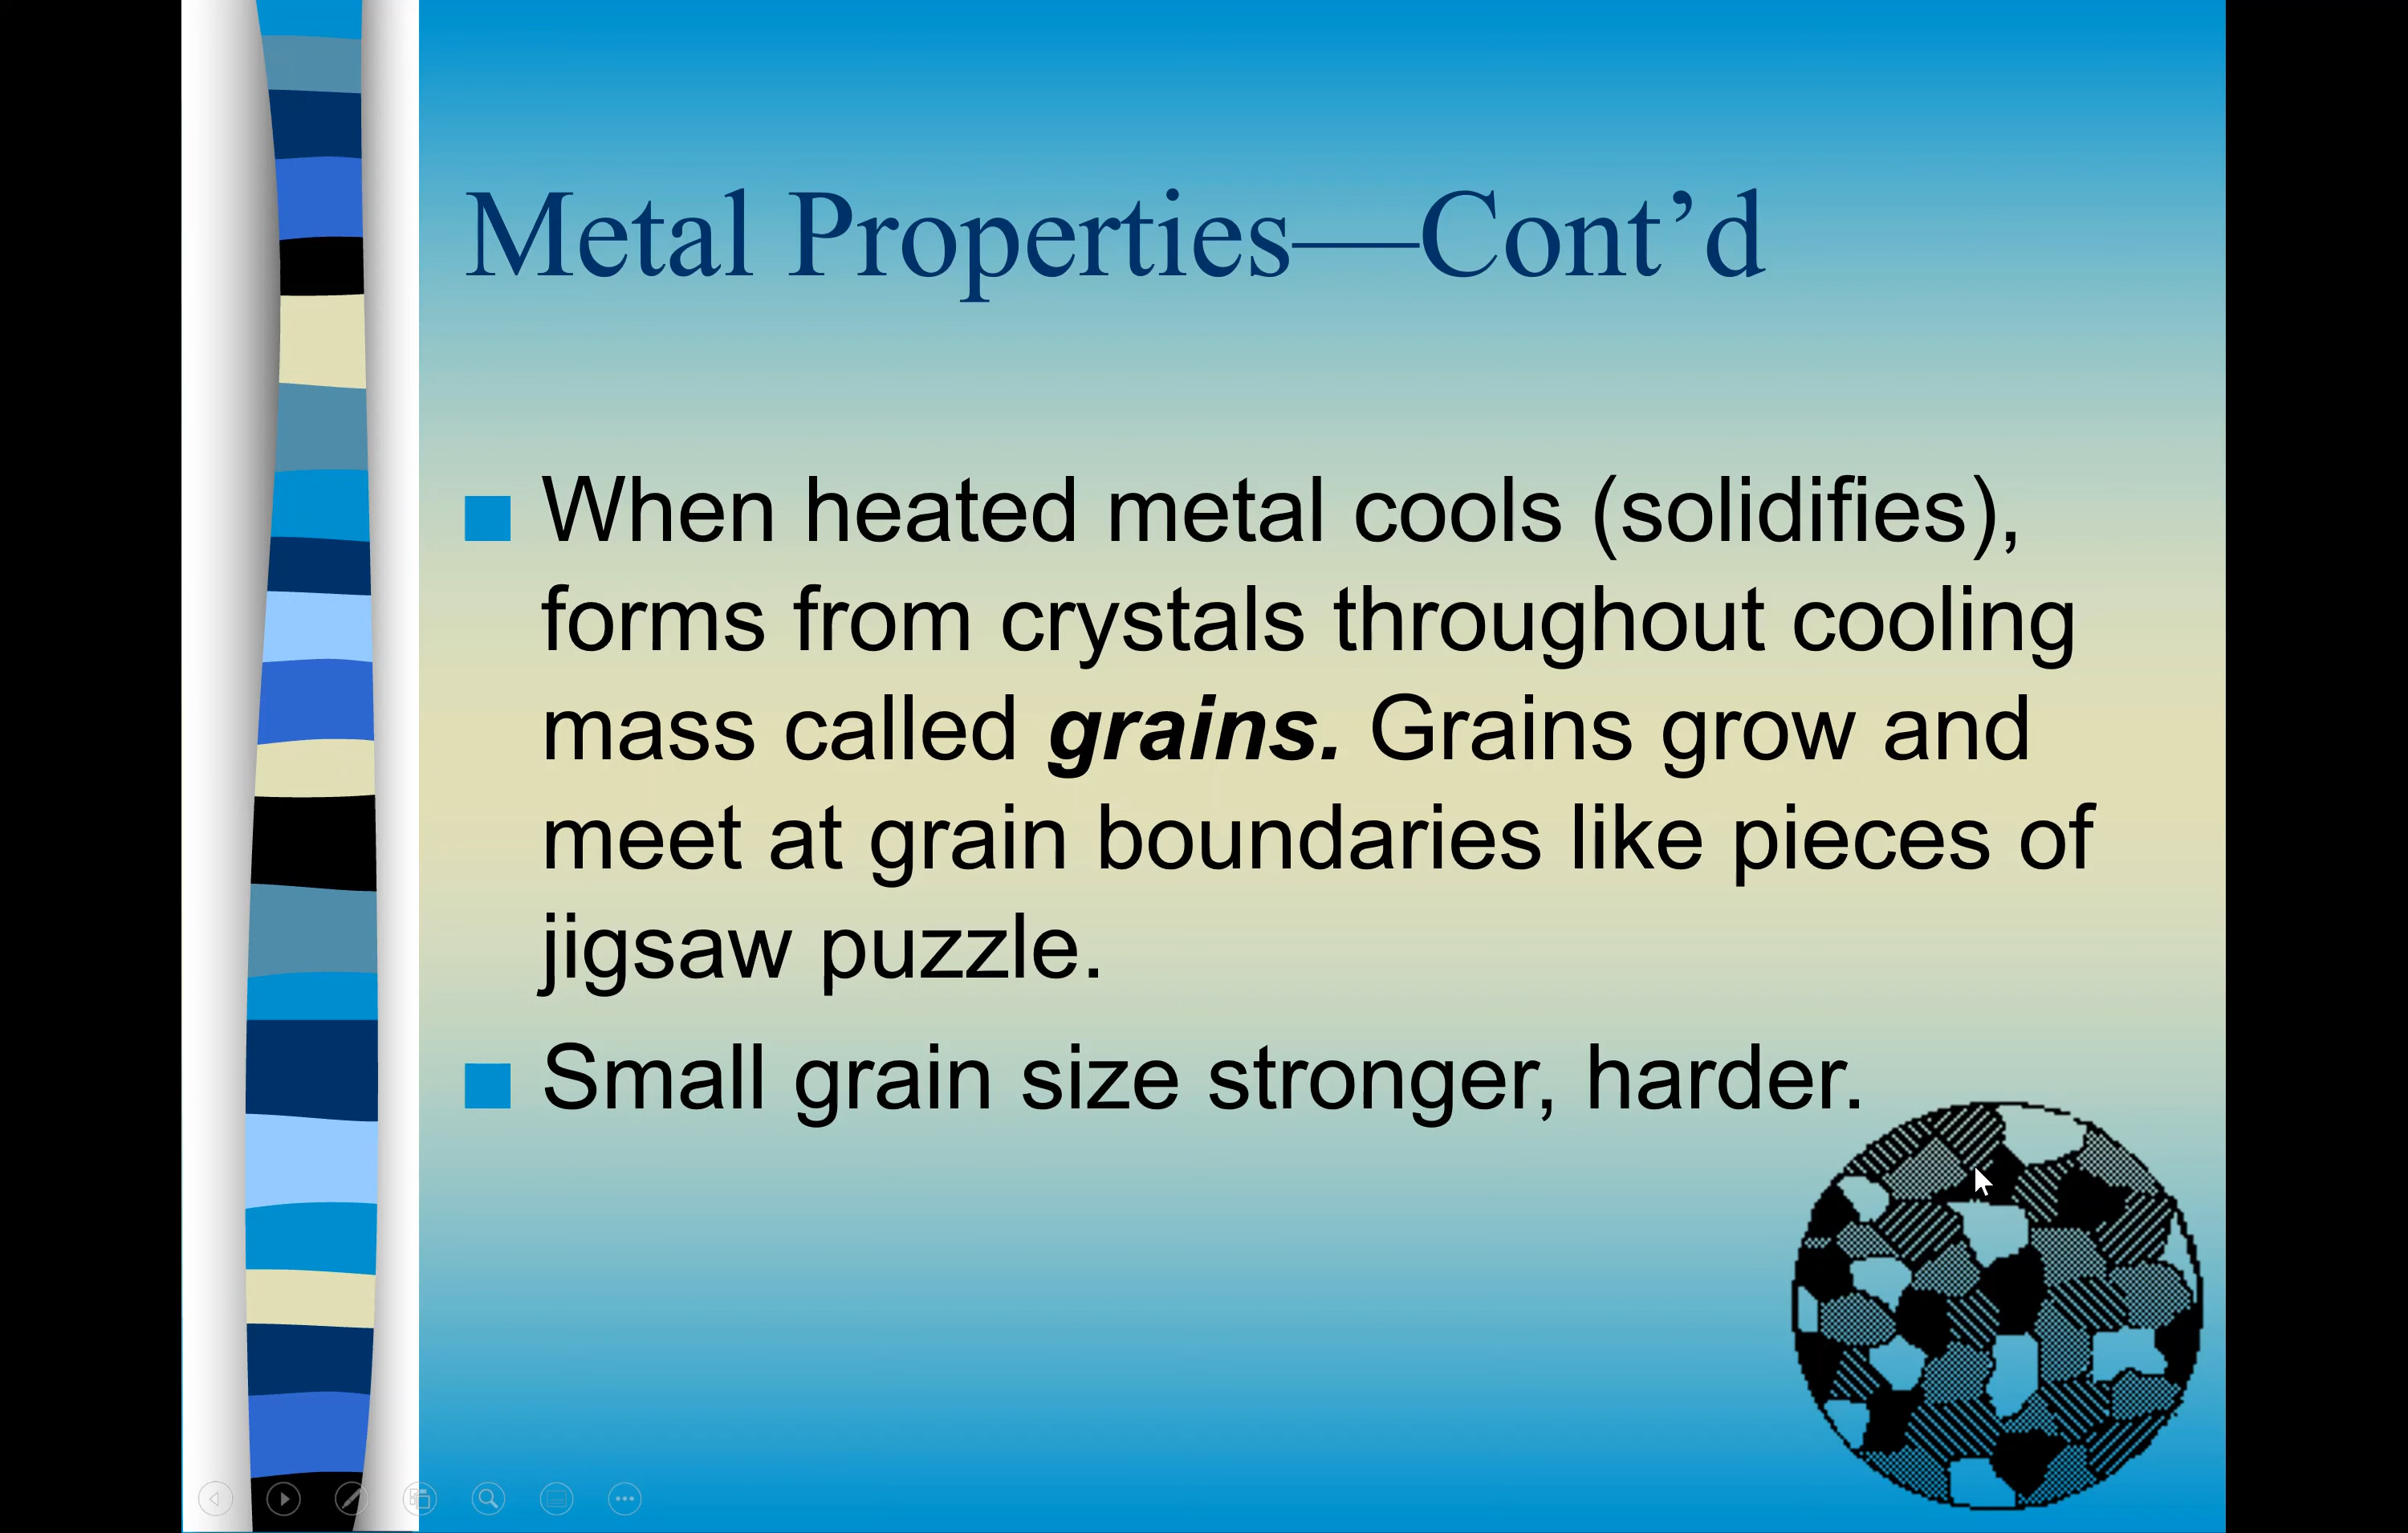 Metal Properties—Cont’d
When heated metal cools (solidifies),
forms from crystals throughout cooling
mass called grains. Grains grow and
meet at grain boundaries like pieces of
jigsaw puzzle.
Small grain size stronger, harder.